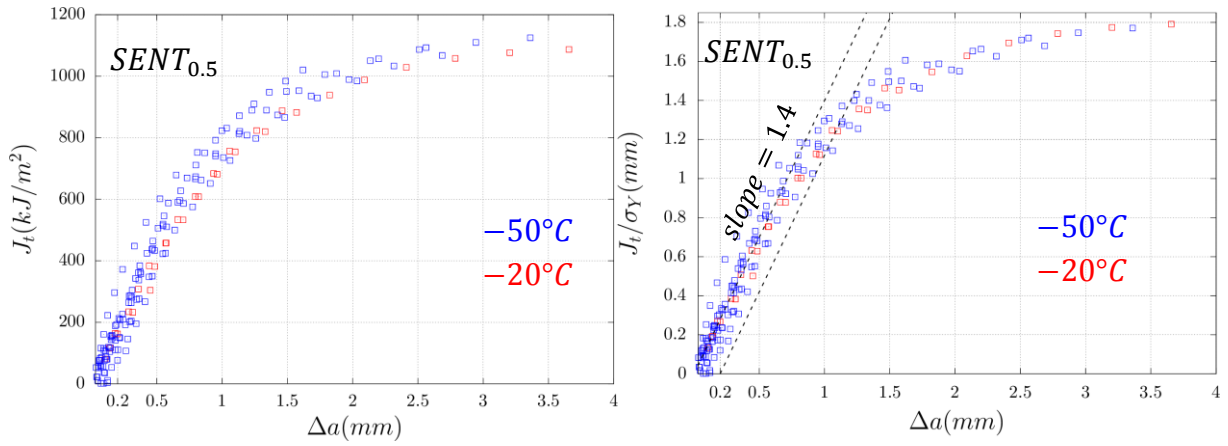 1200
1000
800
600
400
200
0
J_t(kJ/m²)
SENT₀.₅
−50°C
−20°C
0.2 0.5 1 1.5 2 2.5 3 3.5 4
Δa(mm)
1.8
1.6
1.4
1.2
1
0.8
0.6
0.4
0.2
0
J_t/σ_Y(mm)
SENT₀.₅
slope = 1.4
−50°C
−20°C
0.2 0.5 1 1.5 2 2.5 3 3.5 4
Δa(mm)